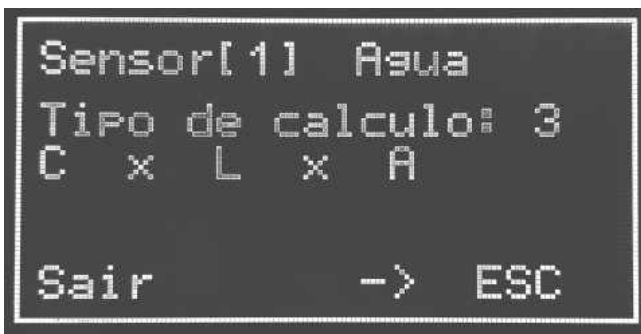 Sensor[1] Agua
Tipo de calculo: 3
C x L x A
Sair -> ESC